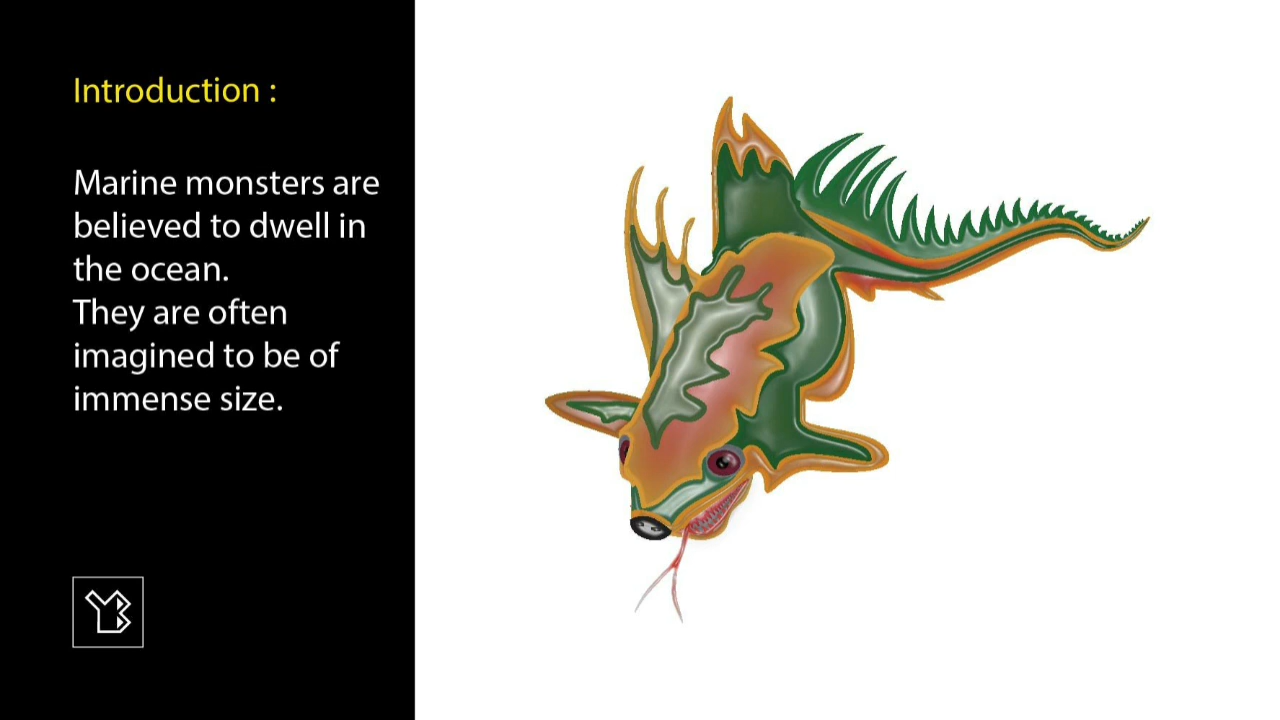 Introduction :
Marine monsters are
believed to dwell in
the ocean.
They are often
imagined to be of
immense size.